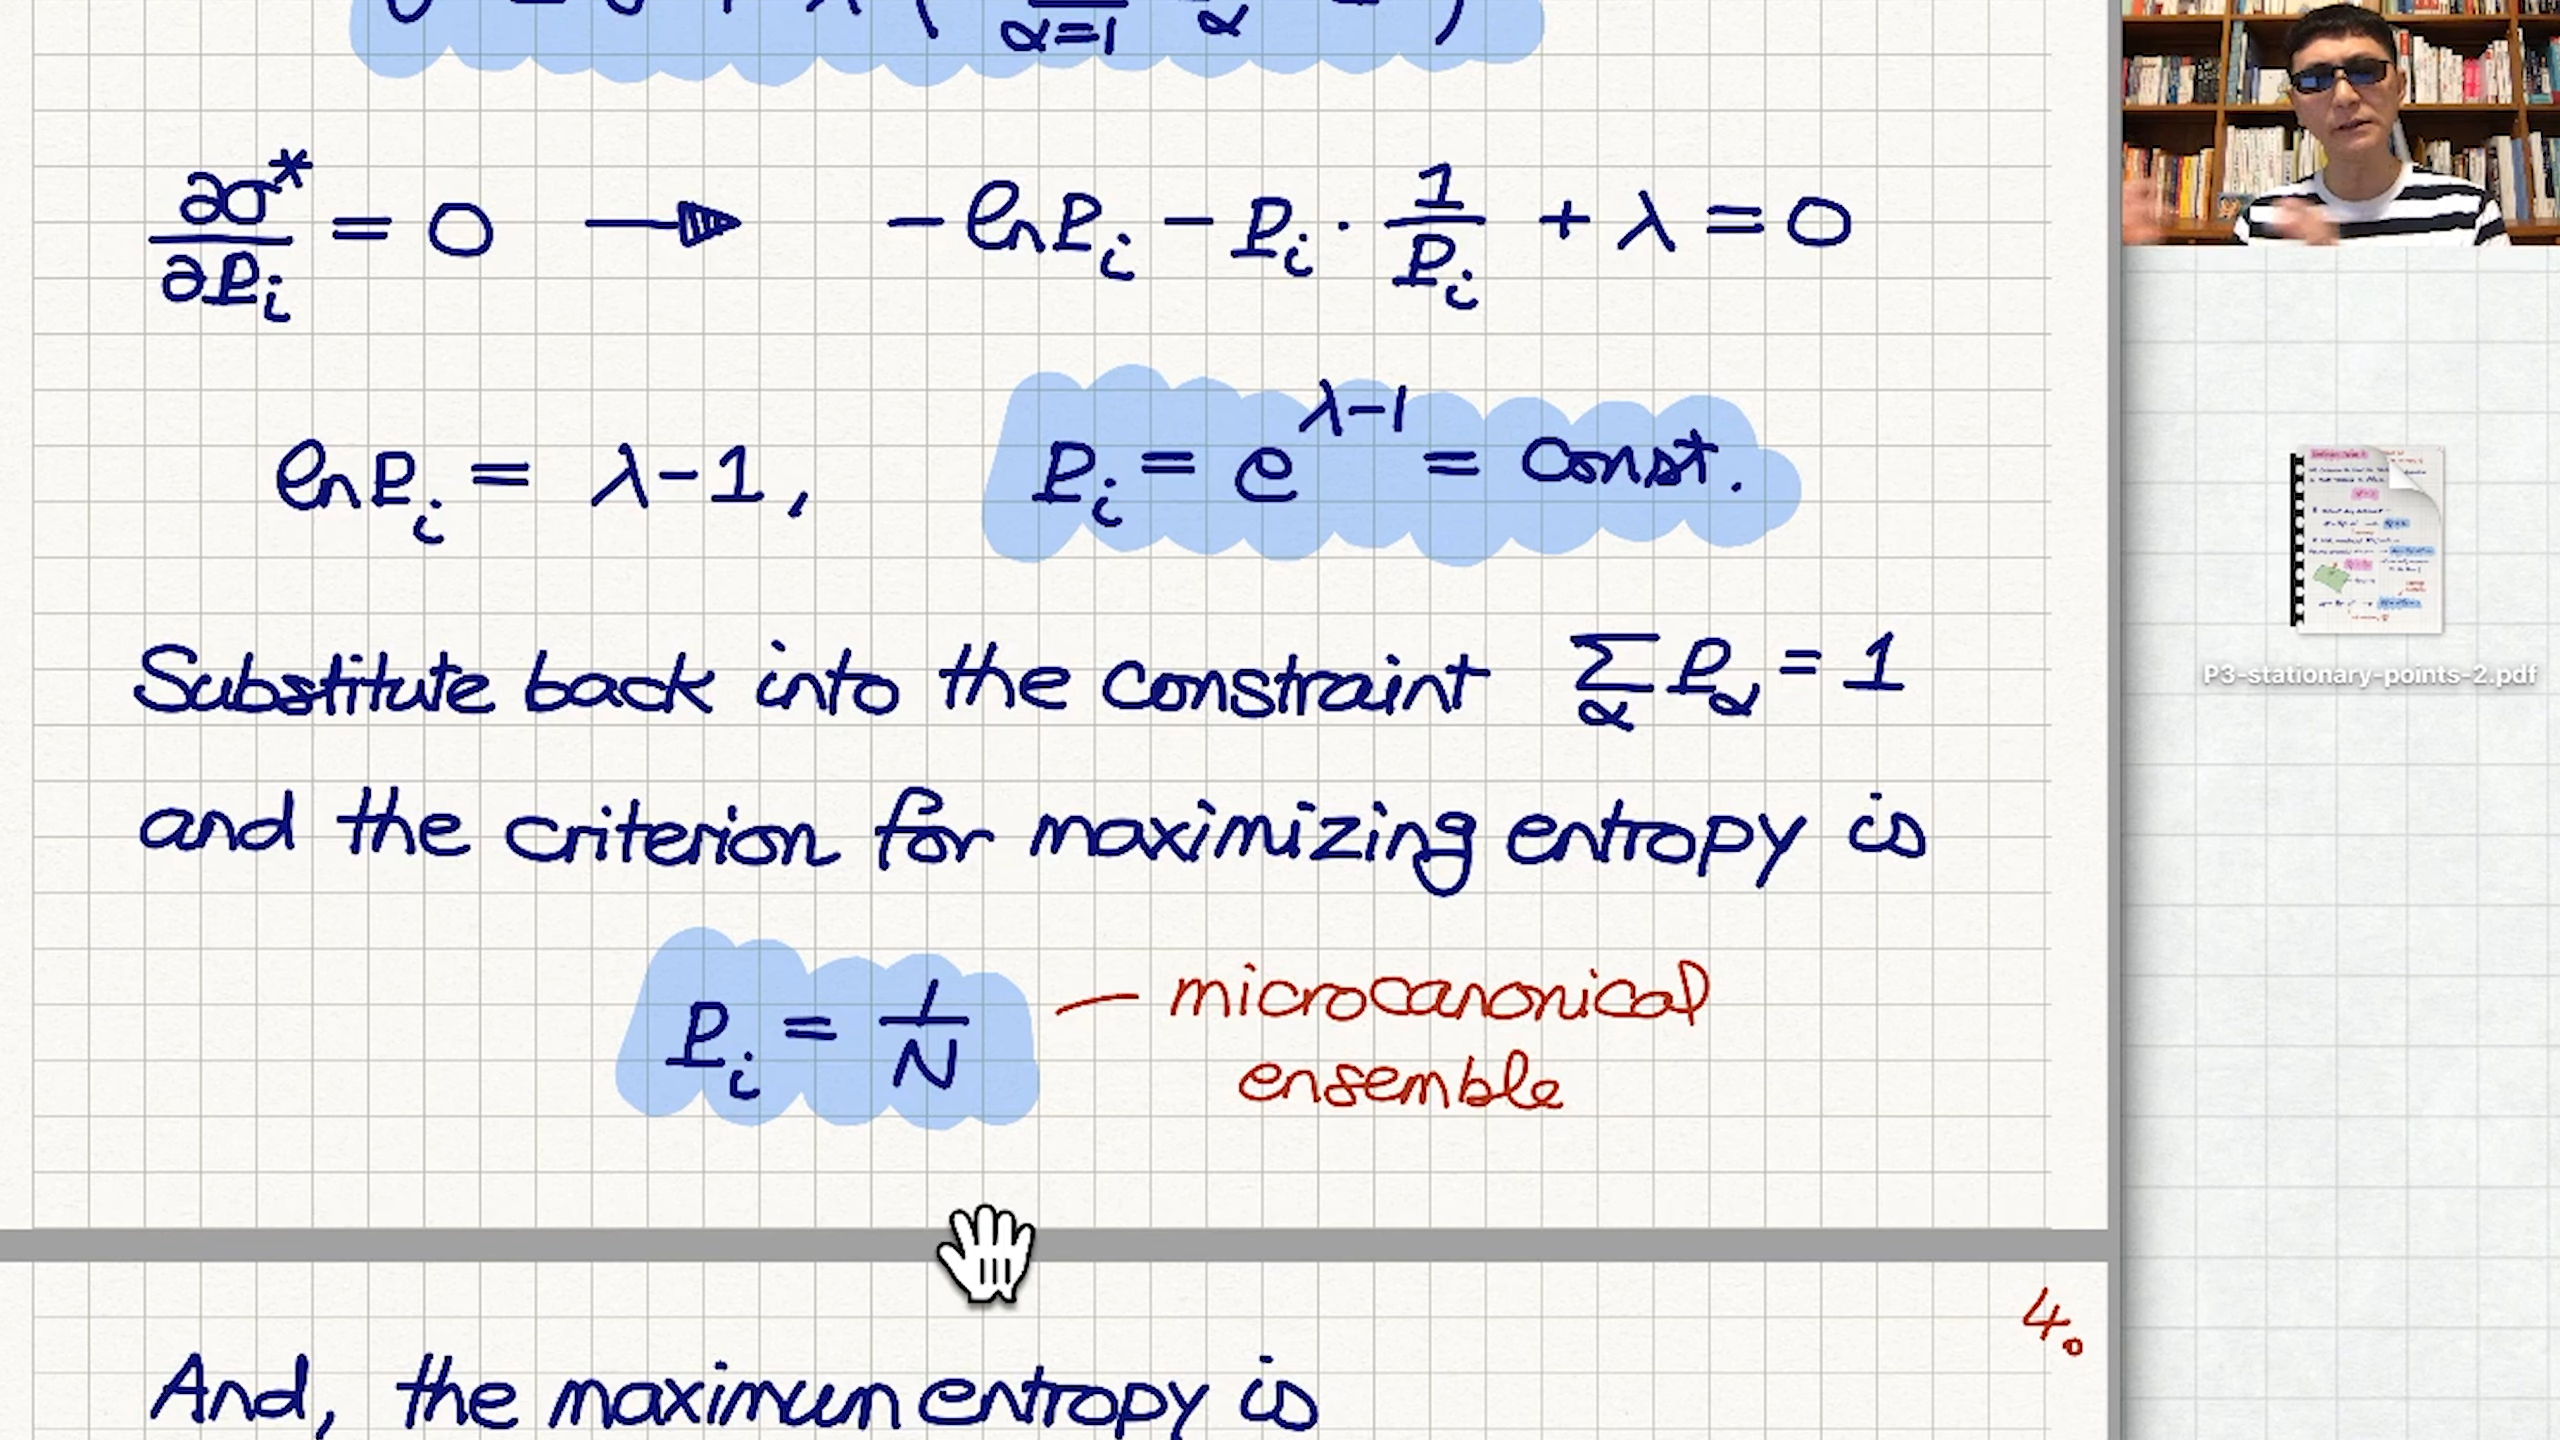 α=1 α
∂σ*/∂P_i = 0 → - ln P_i - P_i · 1/P_i + λ = 0
ln P_i = λ-1, P_i = e^{λ-1} = const.
Substitute back into the constraint Σ_α P_α = 1
and the criterion for maximizing entropy is
P_i = 1/N — microcanonical
ensemble
4.
And, the maximum entropy is
P3-stationary-points-2.pdf